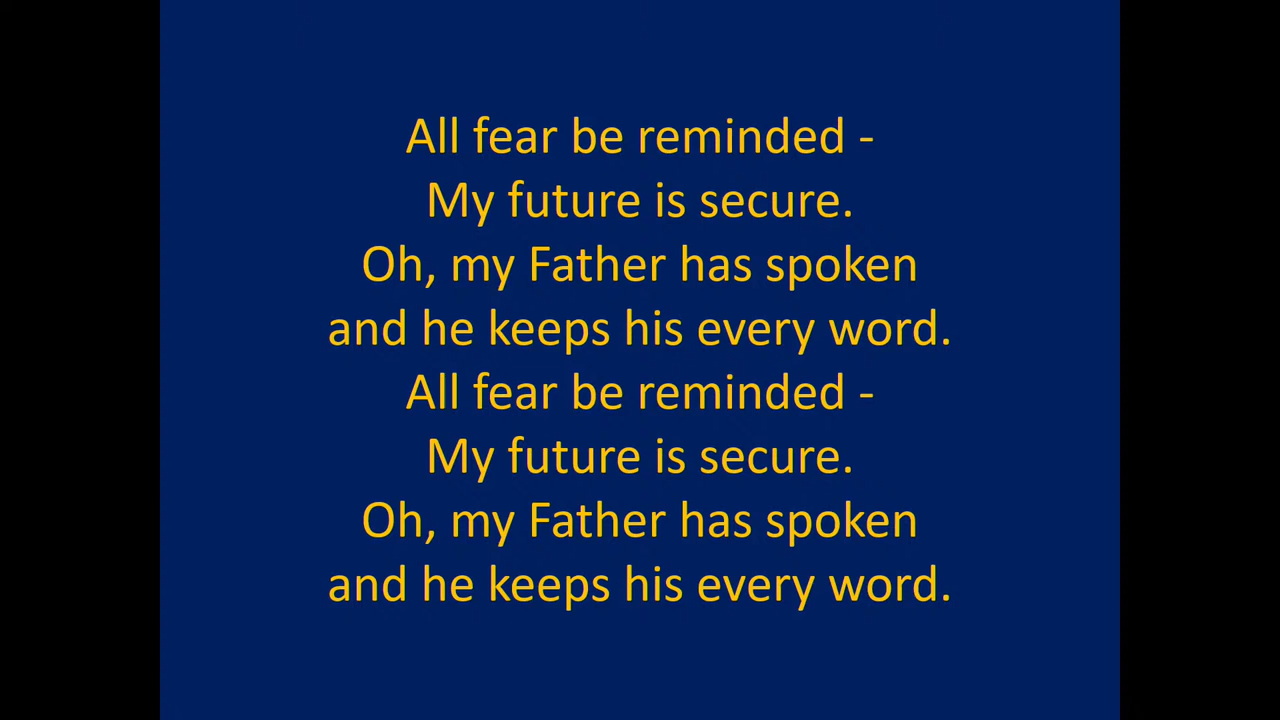 All fear be reminded -
My future is secure.
Oh, my Father has spoken
and he keeps his every word.
All fear be reminded -
My future is secure.
Oh, my Father has spoken
and he keeps his every word.